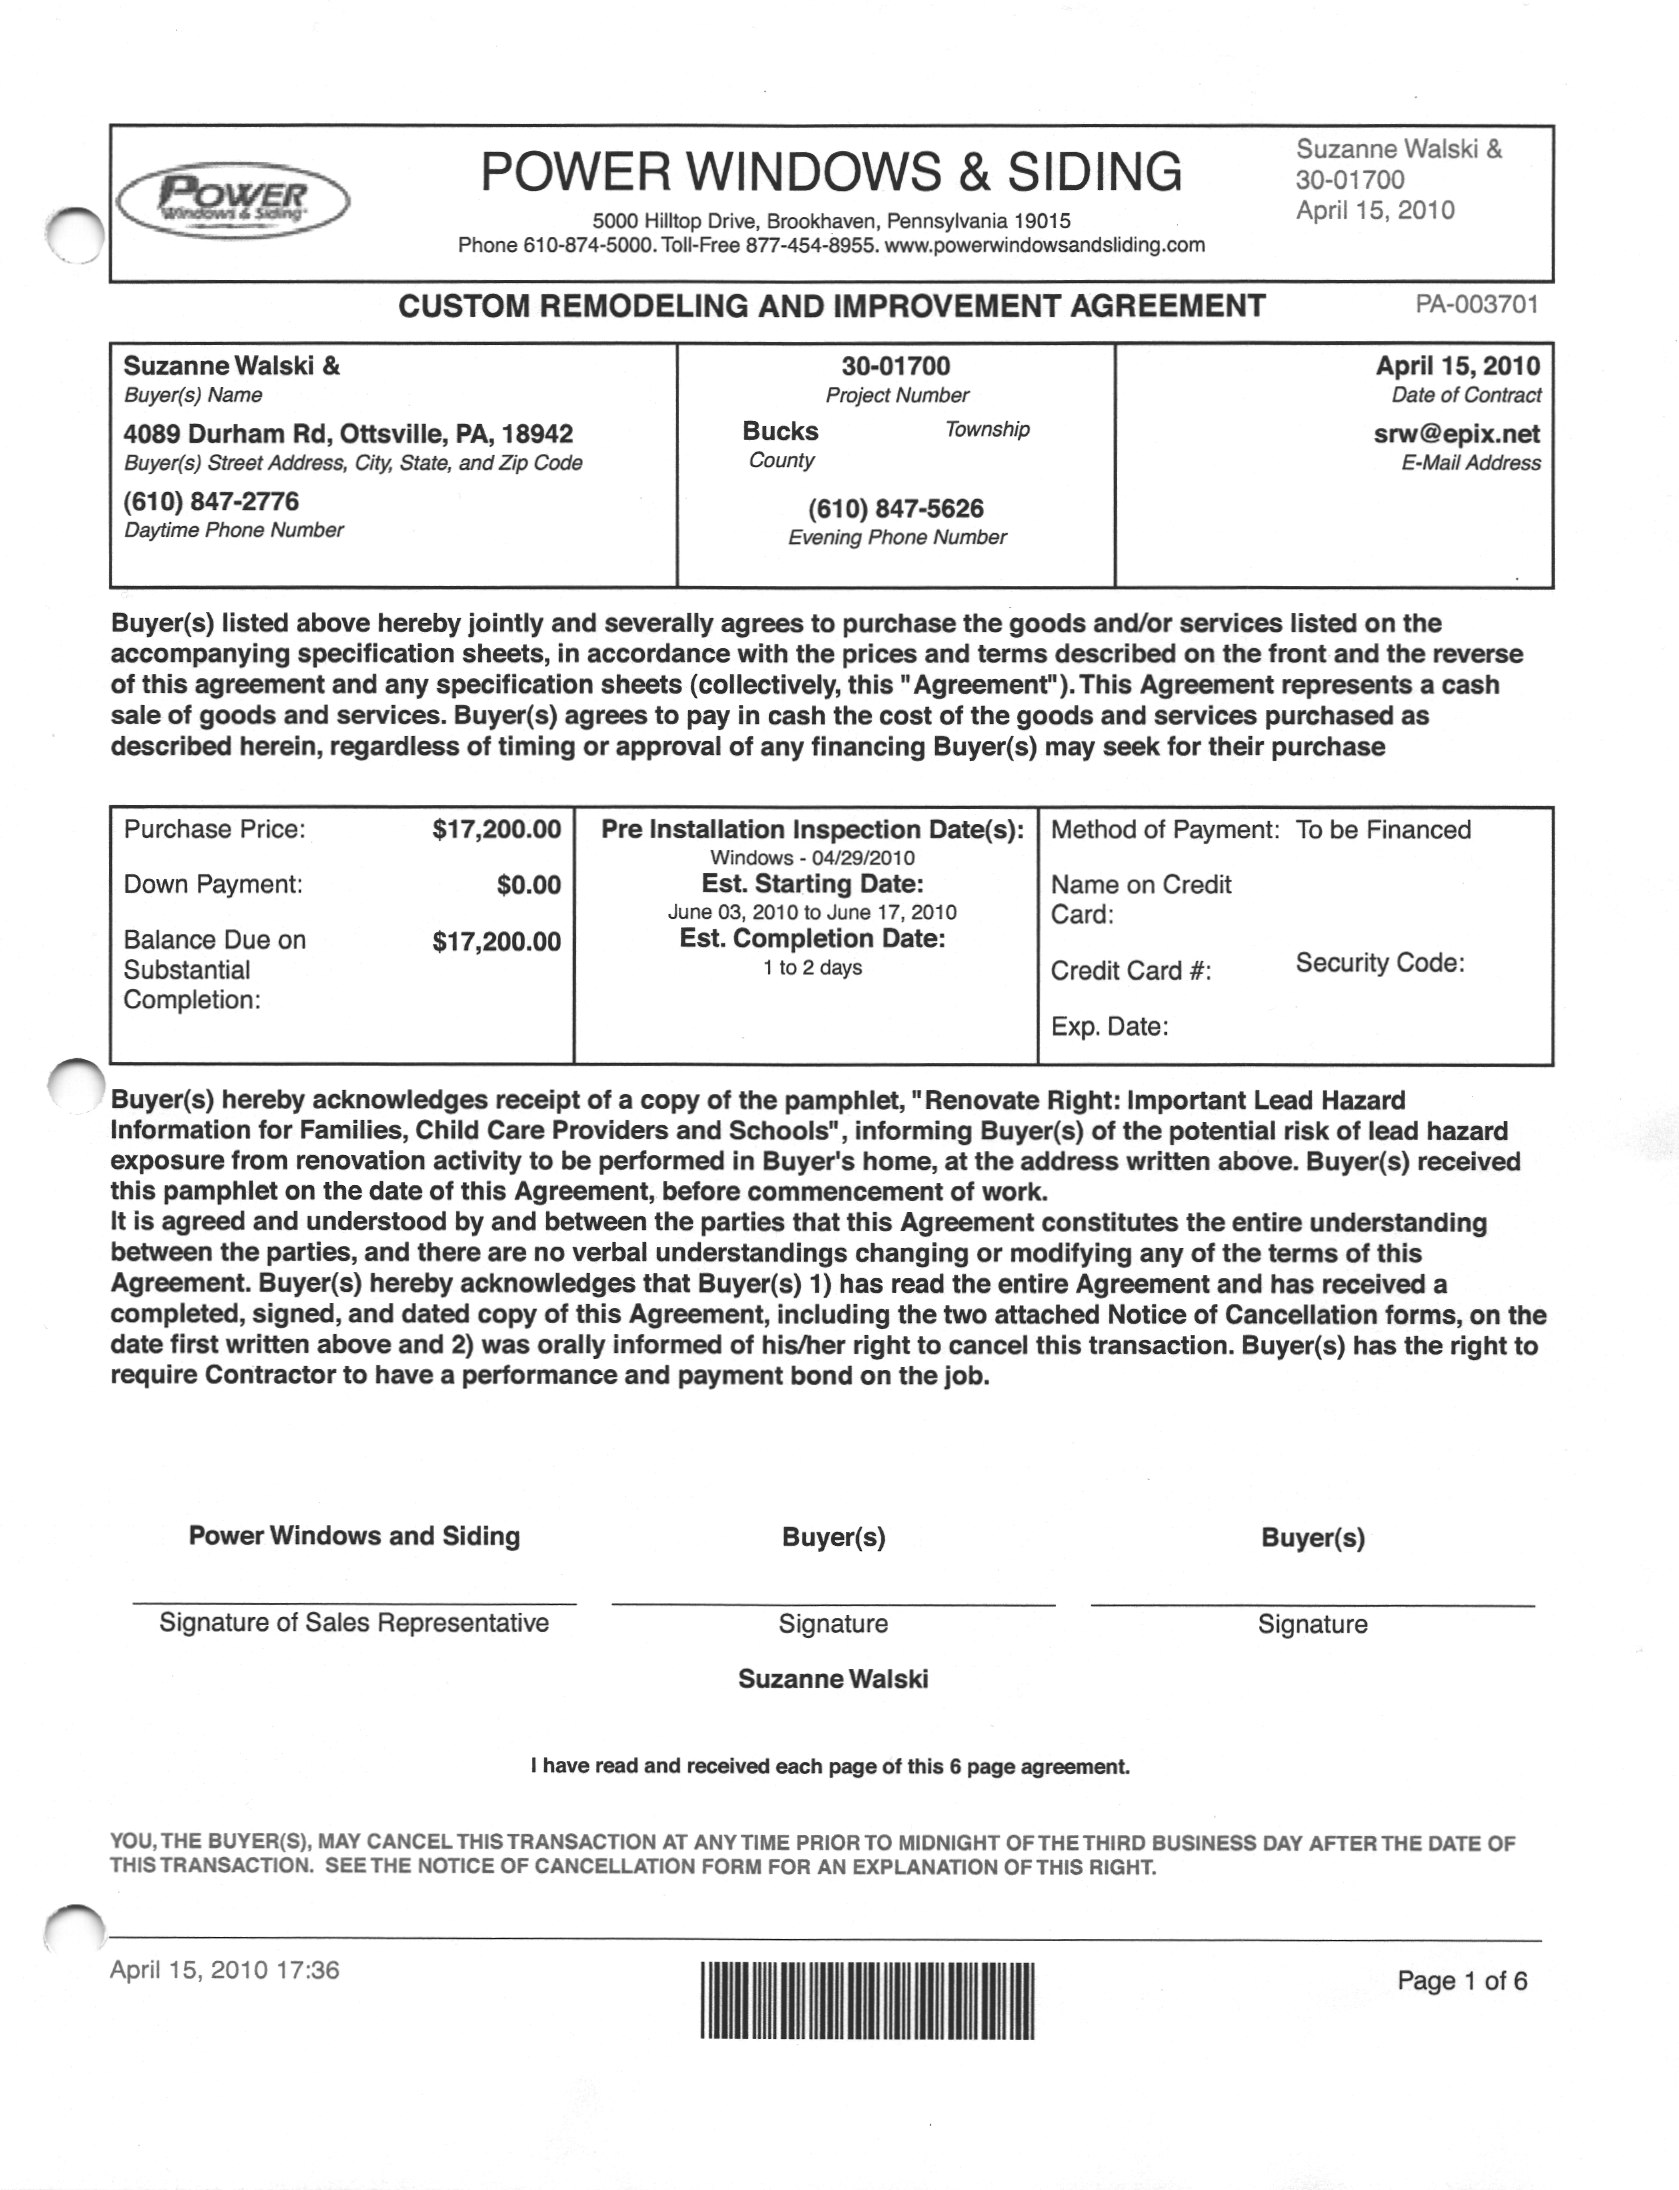 POWER
Windows & Siding
POWER WINDOWS & SIDING
5000 Hilltop Drive, Brookhaven, Pennsylvania 19015
Phone 610-874-5000. Toll-Free 877-454-8955. www.powerwindowsandsliding.com
Suzanne Walski &
30-01700
April 15, 2010
CUSTOM REMODELING AND IMPROVEMENT AGREEMENT
PA-003701
Suzanne Walski &
Buyer(s) Name
4089 Durham Rd, Ottsville, PA, 18942
Buyer(s) Street Address, City, State, and Zip Code
(610) 847-2776
Daytime Phone Number
30-01700
Project Number
Bucks Township
County
(610) 847-5626
Evening Phone Number
April 15, 2010
Date of Contract
srw@epix.net
E-Mail Address
Buyer(s) listed above hereby jointly and severally agrees to purchase the goods and/or services listed on the
accompanying specification sheets, in accordance with the prices and terms described on the front and the reverse
of this agreement and any specification sheets (collectively, this "Agreement"). This Agreement represents a cash
sale of goods and services. Buyer(s) agrees to pay in cash the cost of the goods and services purchased as
described herein, regardless of timing or approval of any financing Buyer(s) may seek for their purchase
Purchase Price: $17,200.00
Down Payment: $0.00
Balance Due on $17,200.00
Substantial
Completion:
Pre Installation Inspection Date(s):
Windows - 04/29/2010
Est. Starting Date:
June 03, 2010 to June 17, 2010
Est. Completion Date:
1 to 2 days
Method of Payment: To be Financed
Name on Credit
Card:
Credit Card #: Security Code:
Exp. Date:
Buyer(s) hereby acknowledges receipt of a copy of the pamphlet, "Renovate Right: Important Lead Hazard
Information for Families, Child Care Providers and Schools", informing Buyer(s) of the potential risk of lead hazard
exposure from renovation activity to be performed in Buyer's home, at the address written above. Buyer(s) received
this pamphlet on the date of this Agreement, before commencement of work.
It is agreed and understood by and between the parties that this Agreement constitutes the entire understanding
between the parties, and there are no verbal understandings changing or modifying any of the terms of this
Agreement. Buyer(s) hereby acknowledges that Buyer(s) 1) has read the entire Agreement and has received a
completed, signed, and dated copy of this Agreement, including the two attached Notice of Cancellation forms, on the
date first written above and 2) was orally informed of his/her right to cancel this transaction. Buyer(s) has the right to
require Contractor to have a performance and payment bond on the job.
Power Windows and Siding Buyer(s) Buyer(s)
Signature of Sales Representative Signature Signature
Suzanne Walski
I have read and received each page of this 6 page agreement.
YOU, THE BUYER(S), MAY CANCEL THIS TRANSACTION AT ANY TIME PRIOR TO MIDNIGHT OF THE THIRD BUSINESS DAY AFTER THE DATE OF
THIS TRANSACTION. SEE THE NOTICE OF CANCELLATION FORM FOR AN EXPLANATION OF THIS RIGHT.
April 15, 2010 17:36
Page 1 of 6